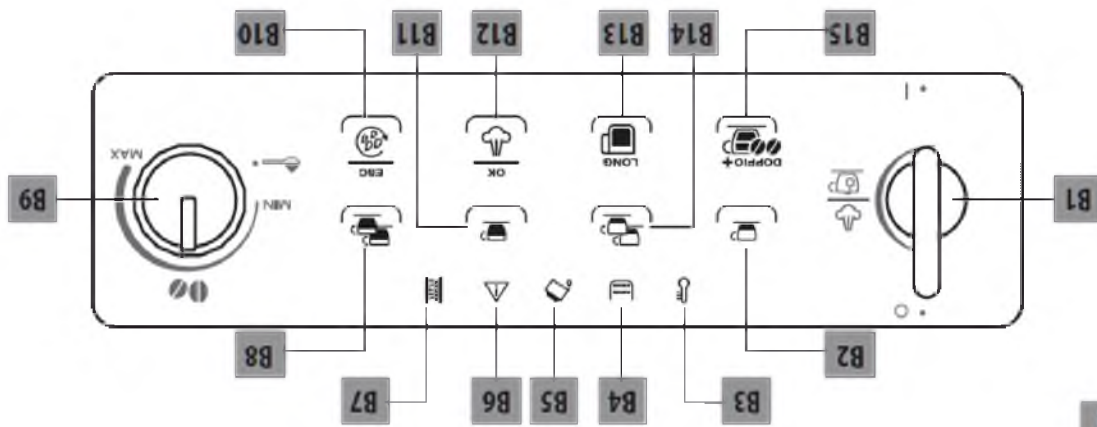 B3 B4 B5 B6 B7
B2 B8
B1 B9
MIN
MAX
DOPPIO+ LONG OK ESC
B15 B14 B13 B12 B11 B10